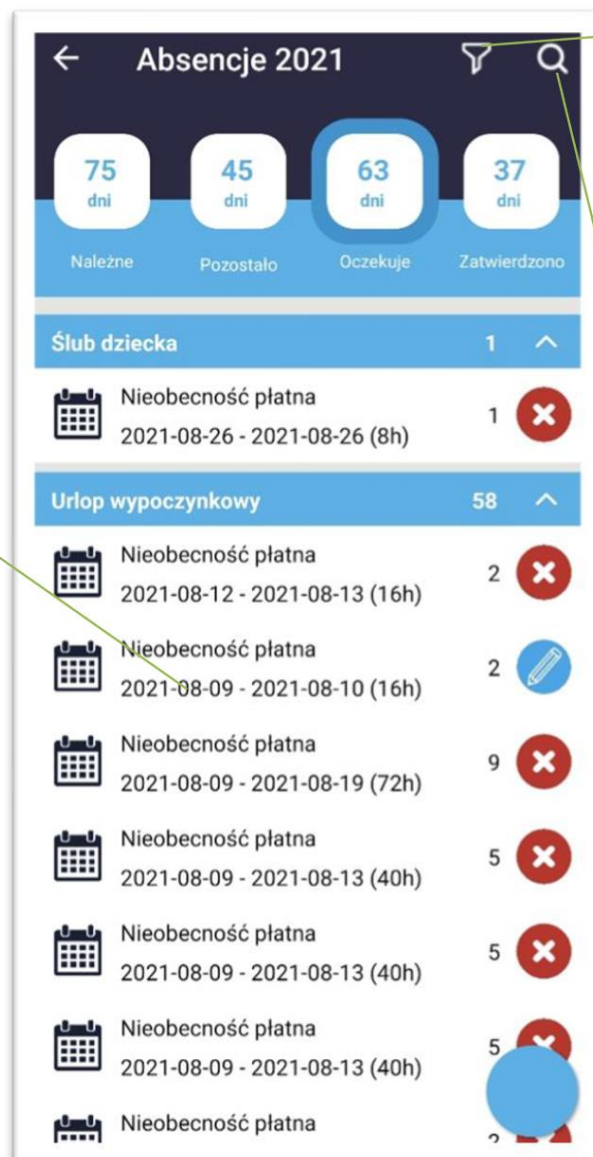 Absencje 2021
75 45 63 37
dni dni dni dni
Należne Pozostało Oczekuje Zatwierdzono
Ślub dziecka 1
Nieobecność płatna
2021-08-26 - 2021-08-26 (8h) 1
Urlop wypoczynkowy 58
Nieobecność płatna
2021-08-12 - 2021-08-13 (16h) 2
Nieobecność płatna
2021-08-09 - 2021-08-10 (16h) 2
Nieobecność płatna
2021-08-09 - 2021-08-19 (72h) 9
Nieobecność płatna
2021-08-09 - 2021-08-13 (40h) 5
Nieobecność płatna
2021-08-09 - 2021-08-13 (40h) 5
Nieobecność płatna
2021-08-09 - 2021-08-13 (40h) 5
Nieobecność płatna